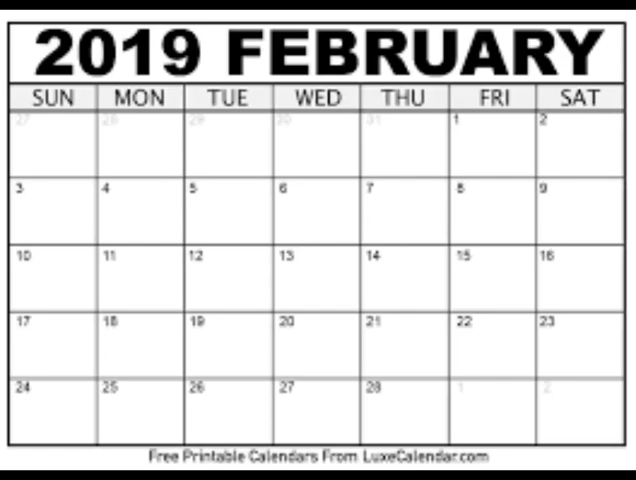 2019 FEBRUARY
SUN MON TUE WED THU FRI SAT
27 28 29 30 31 1 2
3 4 5 6 7 8 9
10 11 12 13 14 15 16
17 18 19 20 21 22 23
24 25 26 27 28 1 2
Free Printable Calendars From LuxeCalendar.com